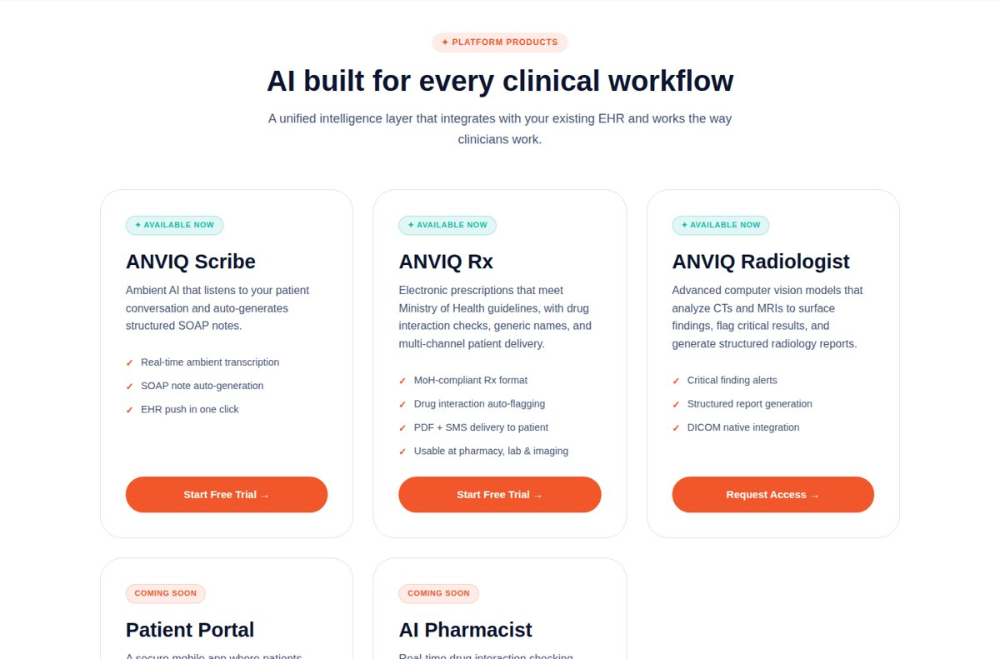 ✦ PLATFORM PRODUCTS
AI built for every clinical workflow
A unified intelligence layer that integrates with your existing EHR and works the way
clinicians work.
✦ AVAILABLE NOW
ANVIQ Scribe
Ambient AI that listens to your patient
conversation and auto-generates
structured SOAP notes.
✓ Real-time ambient transcription
✓ SOAP note auto-generation
✓ EHR push in one click
Start Free Trial →
✦ AVAILABLE NOW
ANVIQ Rx
Electronic prescriptions that meet
Ministry of Health guidelines, with drug
interaction checks, generic names, and
multi-channel patient delivery.
✓ MoH-compliant Rx format
✓ Drug interaction auto-flagging
✓ PDF + SMS delivery to patient
✓ Usable at pharmacy, lab & imaging
Start Free Trial →
✦ AVAILABLE NOW
ANVIQ Radiologist
Advanced computer vision models that
analyze CTs and MRIs to surface
findings, flag critical results, and
generate structured radiology reports.
✓ Critical finding alerts
✓ Structured report generation
✓ DICOM native integration
Request Access →
COMING SOON
Patient Portal
A secure mobile app where patients
COMING SOON
AI Pharmacist
Real-time drug interaction checking